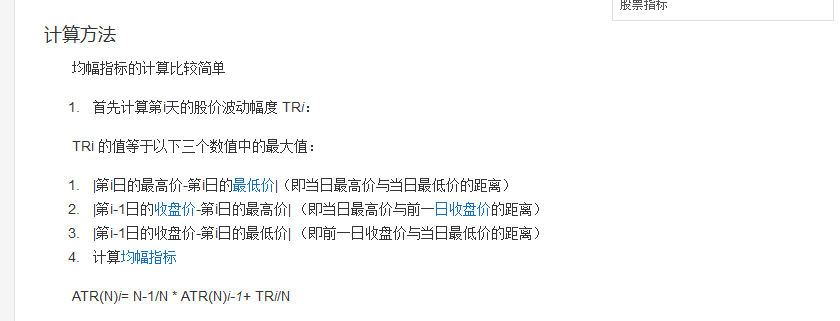 股票指标
计算方法
均幅指标的计算比较简单
1. 首先计算第i天的股价波动幅度 TRi：
TRi 的值等于以下三个数值中的最大值：
1. |第i日的最高价-第i日的最低价|（即当日最高价与当日最低价的距离）
2. |第i-1日的收盘价-第i日的最高价| （即当日最高价与前一日收盘价的距离）
3. |第i-1日的收盘价-第i日的最低价| （即前一日收盘价与当日最低价的距离）
4. 计算均幅指标
ATR(N)i= N-1/N * ATR(N)i-1+ TRi/N